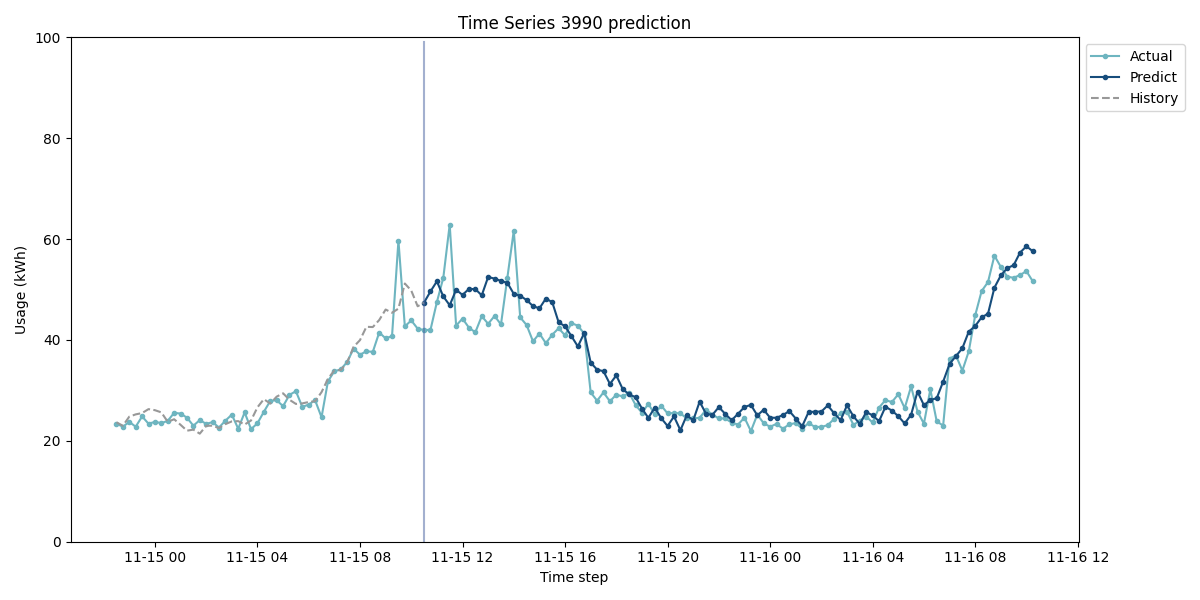 Time Series 3990 prediction
100
80
60
40
20
0
Usage (kWh)
11-15 00
11-15 04
11-15 08
11-15 12
11-15 16
11-15 20
11-16 00
11-16 04
11-16 08
11-16 12
Time step
Actual
Predict
History